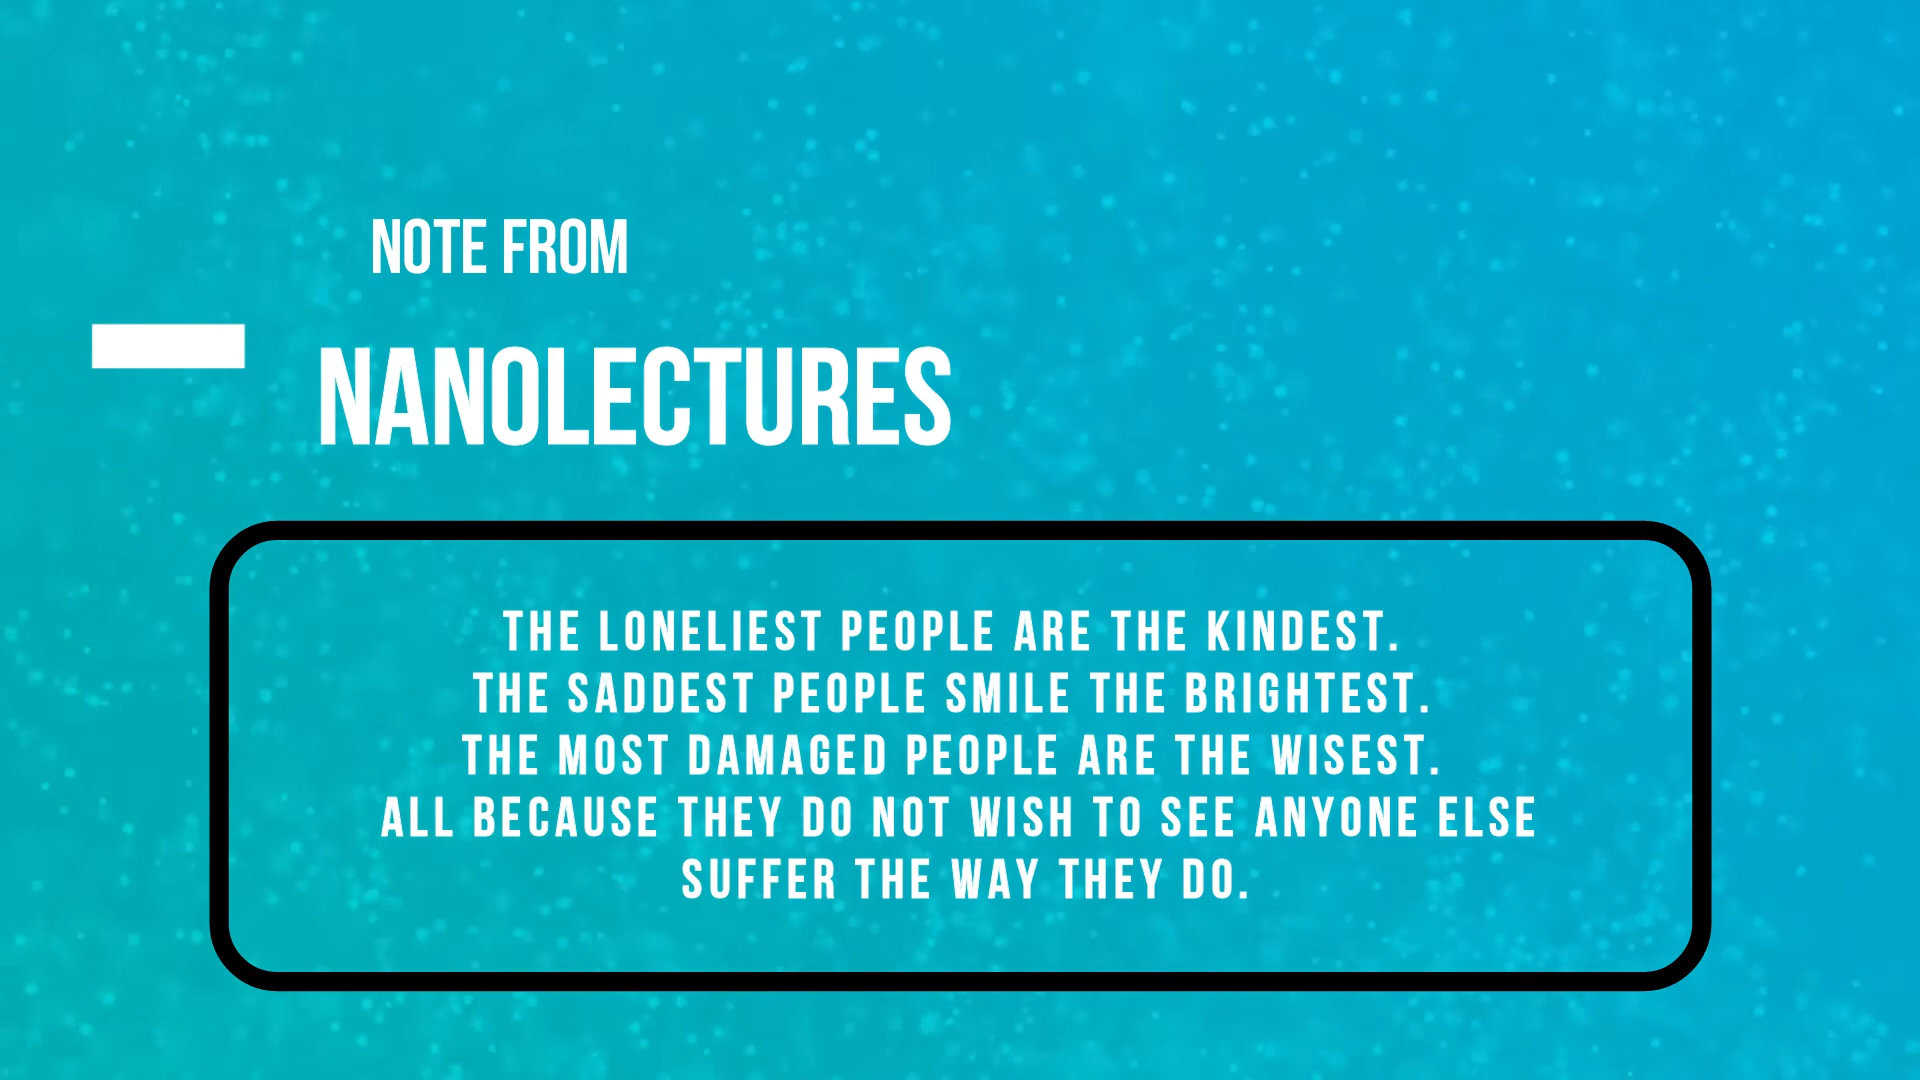 NOTE FROM
NANOLECTURES
THE LONELIEST PEOPLE ARE THE KINDEST.
THE SADDEST PEOPLE SMILE THE BRIGHTEST.
THE MOST DAMAGED PEOPLE ARE THE WISEST.
ALL BECAUSE THEY DO NOT WISH TO SEE ANYONE ELSE
SUFFER THE WAY THEY DO.